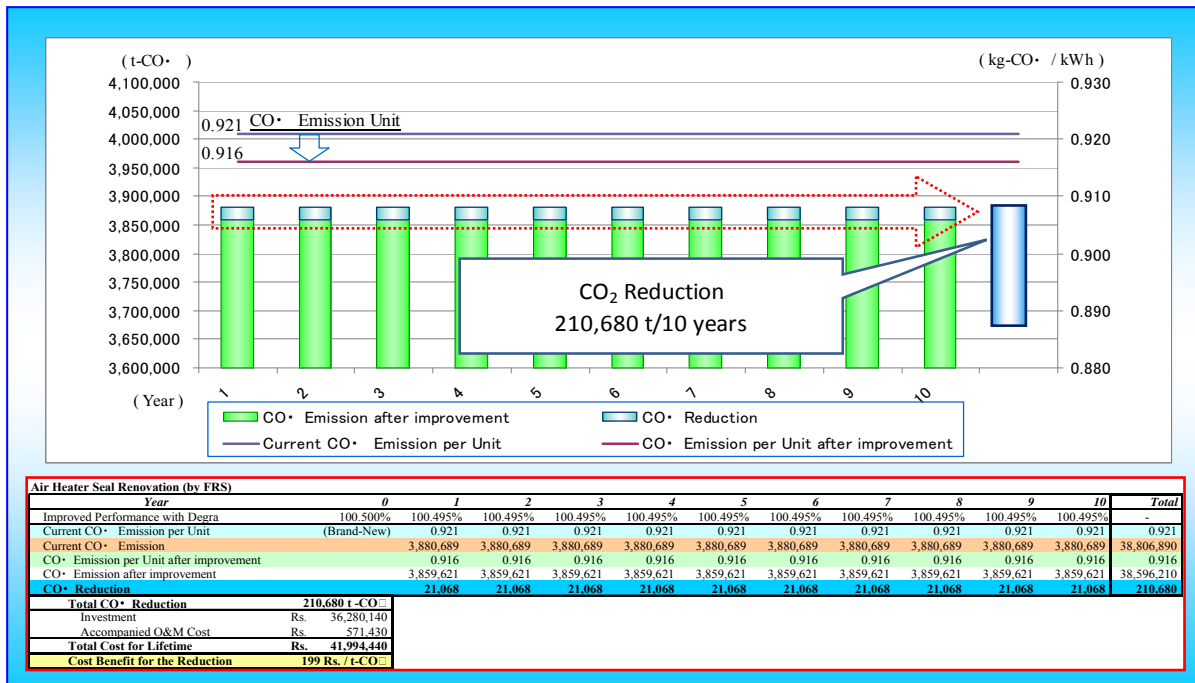 ( t-CO・ )
( kg-CO・ / kWh )
4,100,000
4,050,000
4,000,000
3,950,000
3,900,000
3,850,000
3,800,000
3,750,000
3,700,000
3,650,000
3,600,000
0.930
0.920
0.910
0.900
0.890
0.880
0.921 CO・ Emission Unit
0.916
CO₂ Reduction
210,680 t/10 years
1 2 3 4 5 6 7 8 9 10
( Year )
CO・ Emission after improvement
CO・ Reduction
Current CO・ Emission per Unit
CO・ Emission per Unit after improvement
Air Heater Seal Renovation (by FRS)
Year 0 1 2 3 4 5 6 7 8 9 10 Total
Improved Performance with Degra 100.500% 100.495% 100.495% 100.495% 100.495% 100.495% 100.495% 100.495% 100.495% 100.495% 100.495% -
Current CO・ Emission per Unit (Brand-New) 0.921 0.921 0.921 0.921 0.921 0.921 0.921 0.921 0.921 0.921 0.921
Current CO・ Emission 3,880,689 3,880,689 3,880,689 3,880,689 3,880,689 3,880,689 3,880,689 3,880,689 3,880,689 3,880,689 38,806,890
CO・ Emission per Unit after improvement 0.916 0.916 0.916 0.916 0.916 0.916 0.916 0.916 0.916 0.916 0.916
CO・ Emission after improvement 3,859,621 3,859,621 3,859,621 3,859,621 3,859,621 3,859,621 3,859,621 3,859,621 3,859,621 3,859,621 38,596,210
CO・ Reduction 21,068 21,068 21,068 21,068 21,068 21,068 21,068 21,068 21,068 21,068 210,680
Total CO・ Reduction 210,680 t -CO□
Investment Rs. 36,280,140
Accompanied O&M Cost Rs. 571,430
Total Cost for Lifetime Rs. 41,994,440
Cost Benefit for the Reduction 199 Rs. / t-CO□